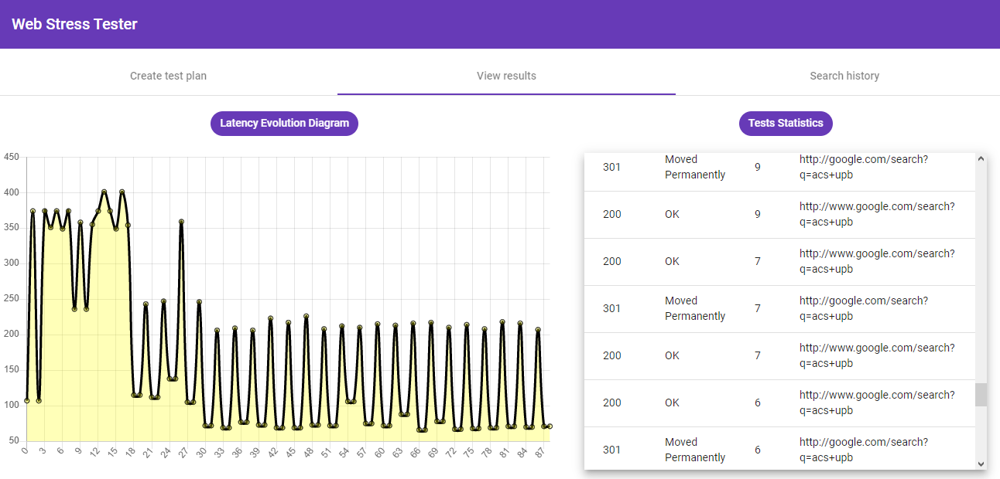 Web Stress Tester
Create test plan
View results
Search history
Latency Evolution Diagram
450
400
350
300
250
200
150
100
50
0
3
6
9
12
15
18
21
24
27
30
33
36
39
42
45
48
51
54
57
60
63
66
69
72
75
78
81
84
87
Tests Statistics
301 Moved 9 http://google.com/search?
Permanently q=acs+upb
200 OK 9 http://www.google.com/search?
q=acs+upb
200 OK 7 http://www.google.com/search?
q=acs+upb
301 Moved 7 http://google.com/search?
Permanently q=acs+upb
200 OK 7 http://www.google.com/search?
q=acs+upb
200 OK 6 http://www.google.com/search?
q=acs+upb
301 Moved 6 http://google.com/search?
Permanently q=acs+upb